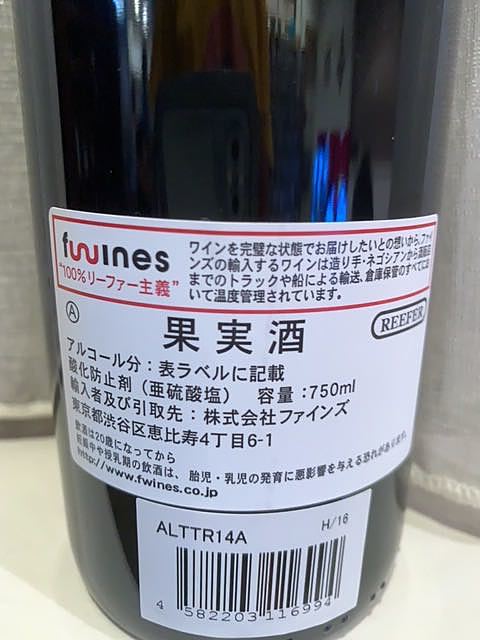 fwines
"100%リーファー主義"
ワインを完璧な状態でお届けしたいとの想いから、ファイ
ンズの輸入するワインは造り手・ネゴシアンから酒販店
までのトラックや船による輸送、倉庫保管のすべてにお
いて温度管理されています。
A
果実酒
REEFER
アルコール分：表ラベルに記載
酸化防止剤（亜硫酸塩） 容量：750ml
輸入者及び引取先：株式会社ファインズ
東京都渋谷区恵比寿4丁目6-1
飲酒は20歳になってから
妊娠中や授乳期の飲酒は、胎児・乳児の発育に悪影響を与える恐れがあります。
http://www.fwines.co.jp
ALTTR14A
H/16
4 582203 116994